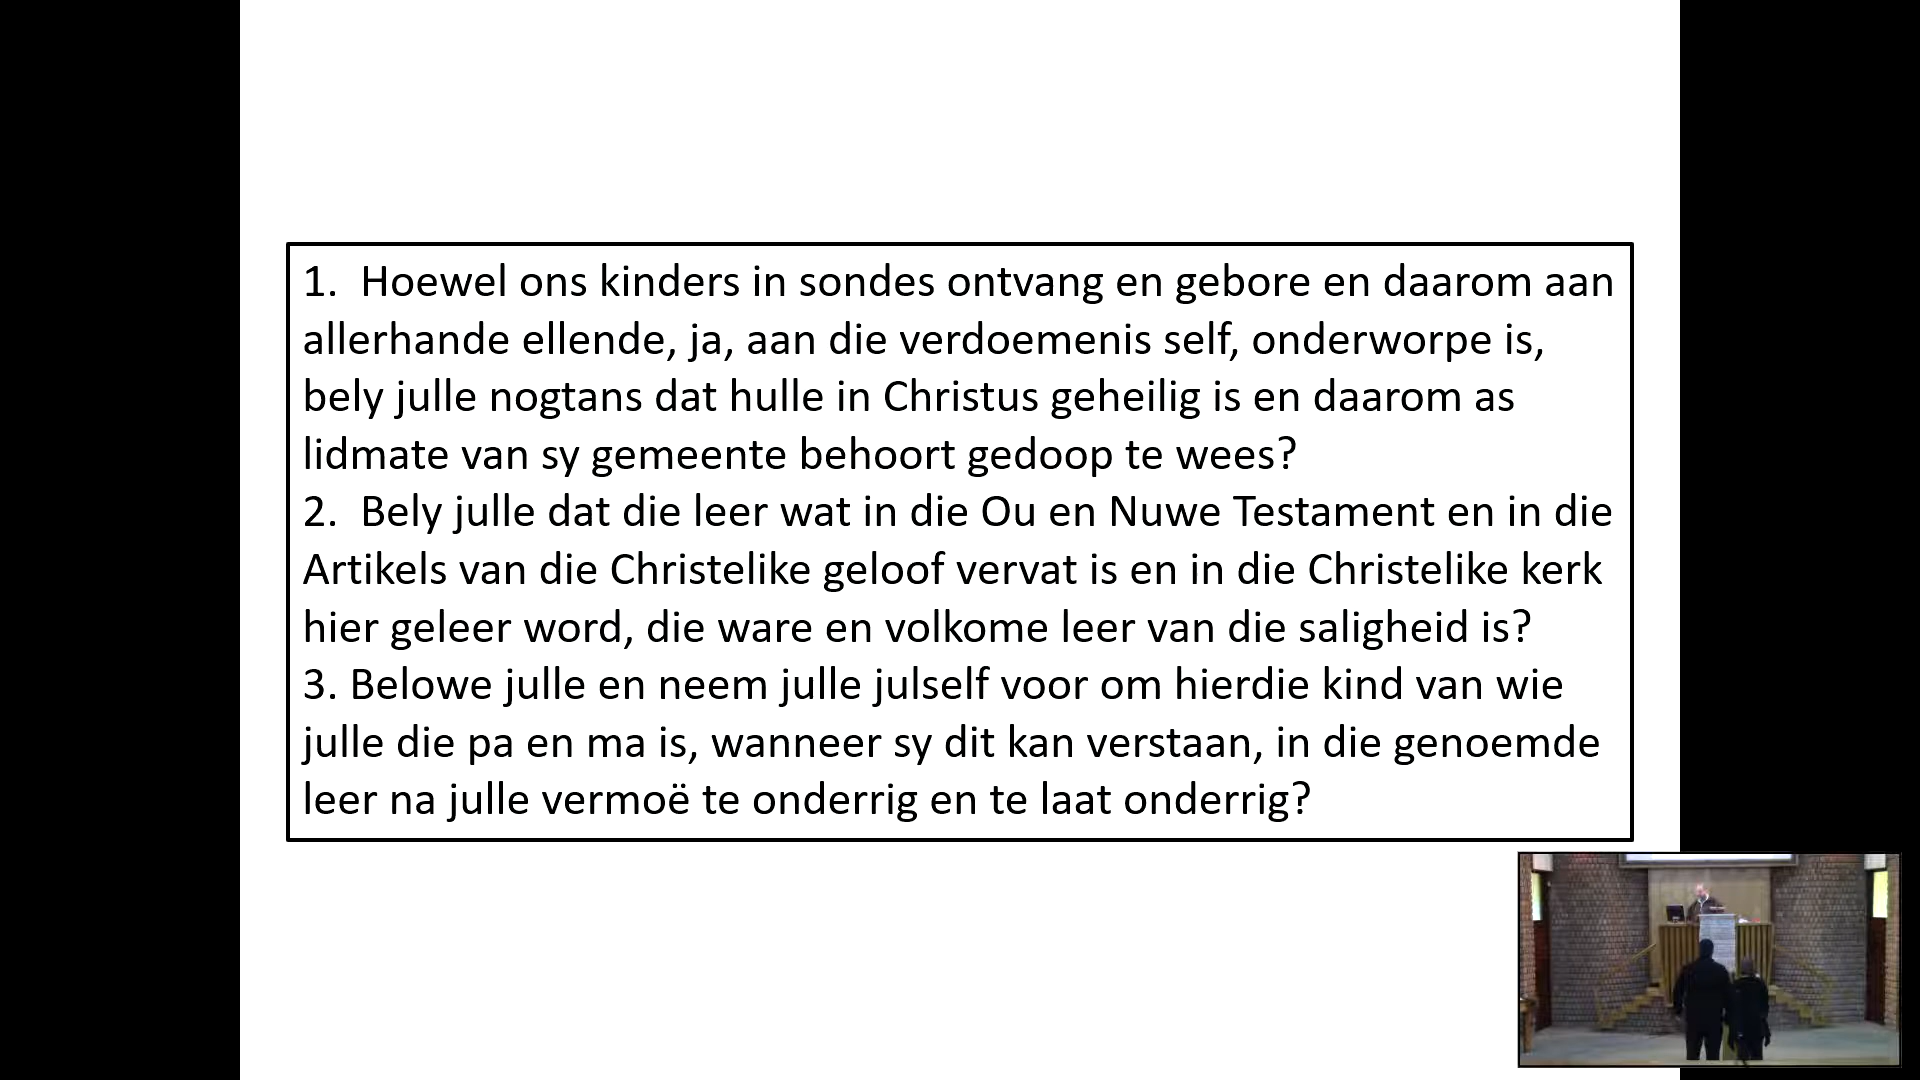 1.  Hoewel ons kinders in sondes ontvang en gebore en daarom aan
allerhande ellende, ja, aan die verdoemenis self, onderworpe is,
bely julle nogtans dat hulle in Christus geheilig is en daarom as
lidmate van sy gemeente behoort gedoop te wees?
2.  Bely julle dat die leer wat in die Ou en Nuwe Testament en in die
Artikels van die Christelike geloof vervat is en in die Christelike kerk
hier geleer word, die ware en volkome leer van die saligheid is?
3. Belowe julle en neem julle julself voor om hierdie kind van wie
julle die pa en ma is, wanneer sy dit kan verstaan, in die genoemde
leer na julle vermoë te onderrig en te laat onderrig?